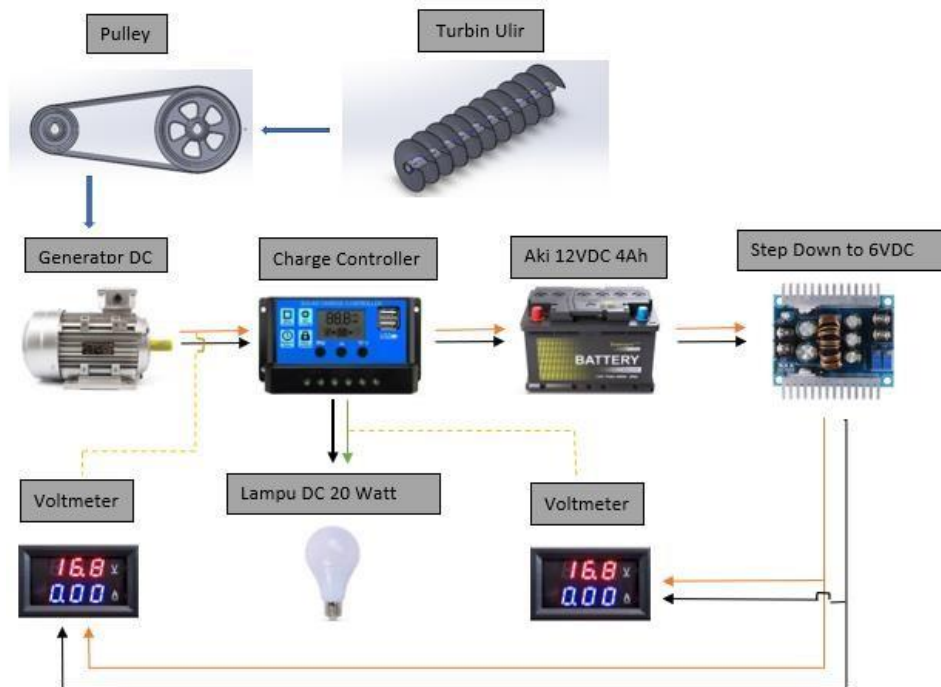 Pulley
Turbin Ulir
Generator DC
Charge Controller
Aki 12VDC 4Ah
Step Down to 6VDC
BATTERY
Voltmeter
Lampu DC 20 Watt
Voltmeter
16.8 V
0.00 A
16.8 V
0.00 A